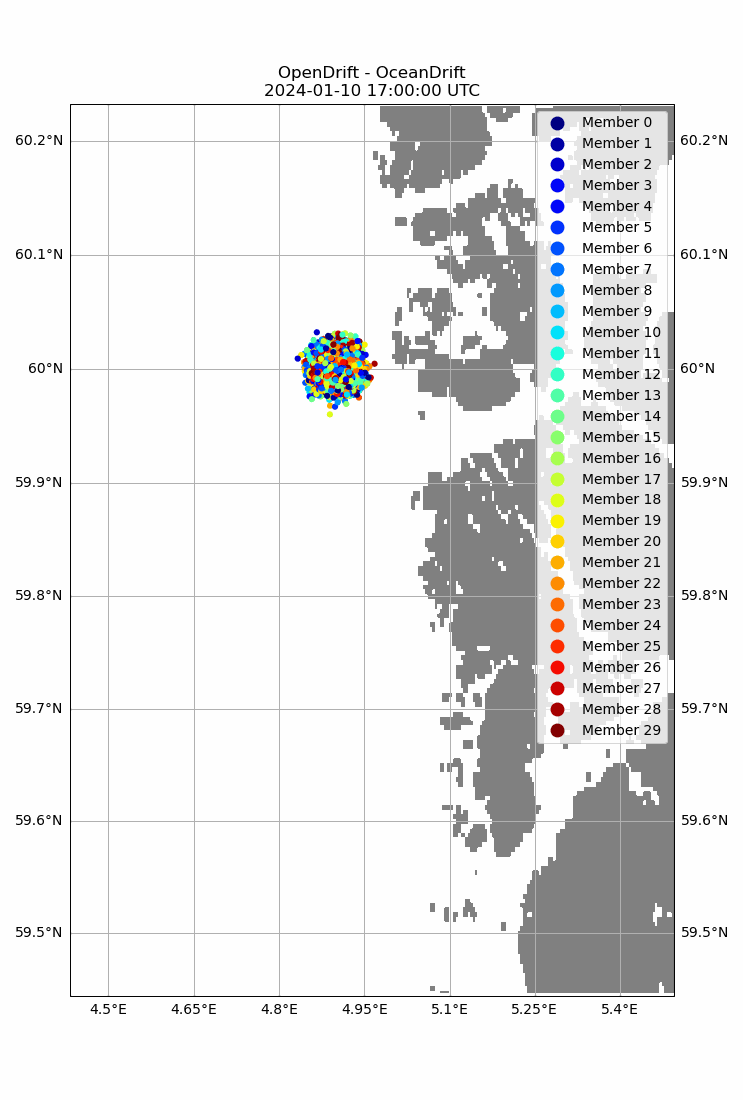 OpenDrift - OceanDrift
2024-01-10 17:00:00 UTC
60.2°N
60.1°N
60°N
59.9°N
59.8°N
59.7°N
59.6°N
59.5°N
Member 0
Member 1
Member 2
Member 3
Member 4
Member 5
Member 6
Member 7
Member 8
Member 9
Member 10
Member 11
Member 12
Member 13
Member 14
Member 15
Member 16
Member 17
Member 18
Member 19
Member 20
Member 21
Member 22
Member 23
Member 24
Member 25
Member 26
Member 27
Member 28
Member 29
60.2°N
60.1°N
60°N
59.9°N
59.8°N
59.7°N
59.6°N
59.5°N
4.5°E 4.65°E 4.8°E 4.95°E 5.1°E 5.25°E 5.4°E